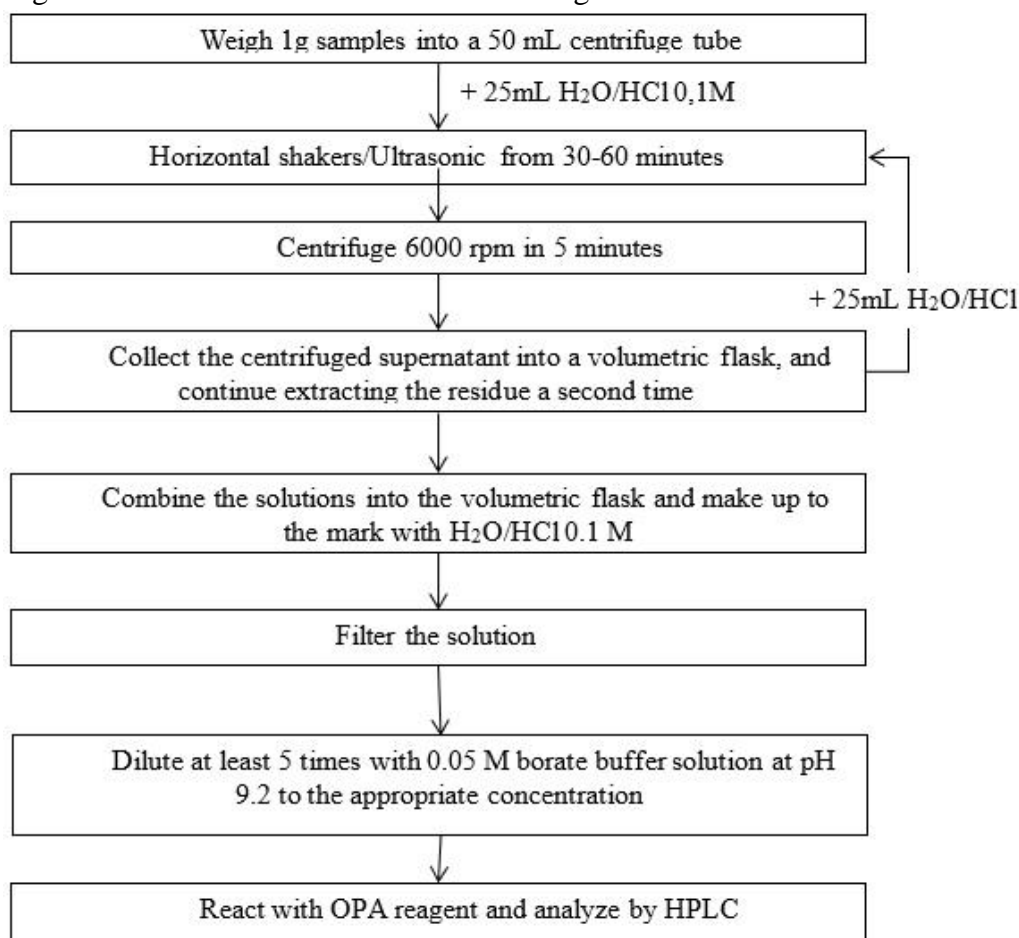 Weigh 1g samples into a 50 mL centrifuge tube
+ 25mL H₂O/HCl0,1M
Horizontal shakers/Ultrasonic from 30-60 minutes
Centrifuge 6000 rpm in 5 minutes
+ 25mL H₂O/HCl
Collect the centrifuged supernatant into a volumetric flask, and
continue extracting the residue a second time
Combine the solutions into the volumetric flask and make up to
the mark with H₂O/HCl0.1 M
Filter the solution
Dilute at least 5 times with 0.05 M borate buffer solution at pH
9.2 to the appropriate concentration
React with OPA reagent and analyze by HPLC